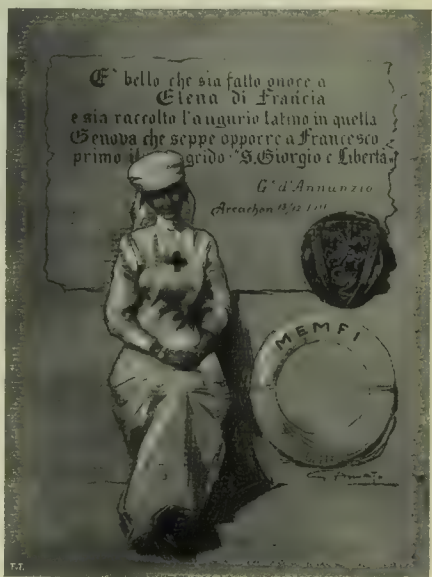 E' bello che sia fatto onore a
Elena di Francia
e sia raccolto l'augurio latino in quella
Genova che seppe opporre a Francesco
primo il grido "S. Giorgio e Libertà
G. d'Annunzio
Arcachon
MEMFI
G. Amato
F.T.